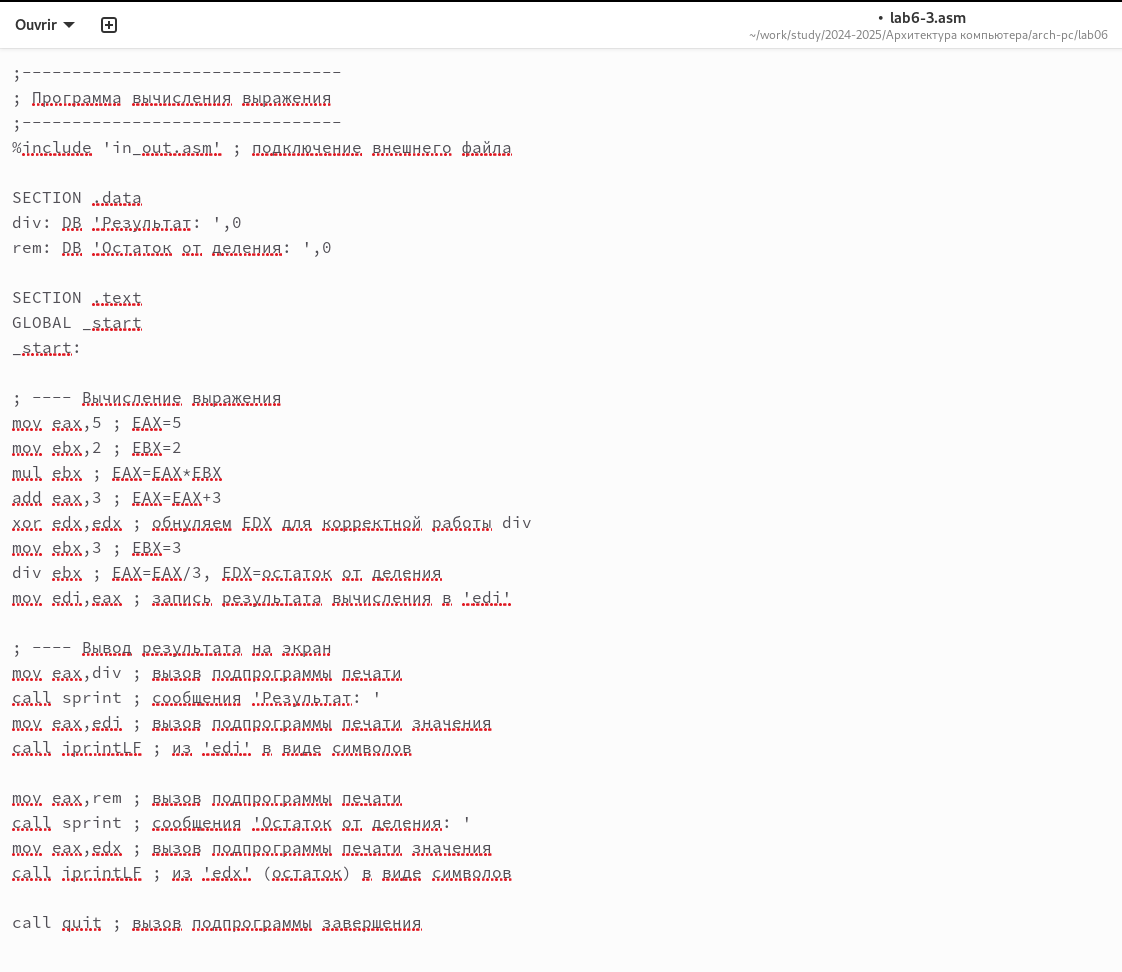 Ouvrir
• lab6-3.asm
~/work/study/2024-2025/Архитектура компьютера/arch-pc/lab06
;--------------------------------
; Программа вычисления выражения
;--------------------------------
%include 'in_out.asm' ; подключение внешнего файла
SECTION .data
div: DB 'Результат: ',0
rem: DB 'Остаток от деления: ',0
SECTION .text
GLOBAL _start
_start:
; ---- Вычисление выражения
mov eax,5 ; EAX=5
mov ebx,2 ; EBX=2
mul ebx ; EAX=EAX*EBX
add eax,3 ; EAX=EAX+3
xor edx,edx ; обнуляем EDX для корректной работы div
mov ebx,3 ; EBX=3
div ebx ; EAX=EAX/3, EDX=остаток от деления
mov edi,eax ; запись результата вычисления в 'edi'
; ---- Вывод результата на экран
mov eax,div ; вызов подпрограммы печати
call sprint ; сообщения 'Результат: '
mov eax,edi ; вызов подпрограммы печати значения
call iprintLF ; из 'edi' в виде символов
mov eax,rem ; вызов подпрограммы печати
call sprint ; сообщения 'Остаток от деления: '
mov eax,edx ; вызов подпрограммы печати значения
call iprintLF ; из 'edx' (остаток) в виде символов
call quit ; вызов подпрограммы завершения